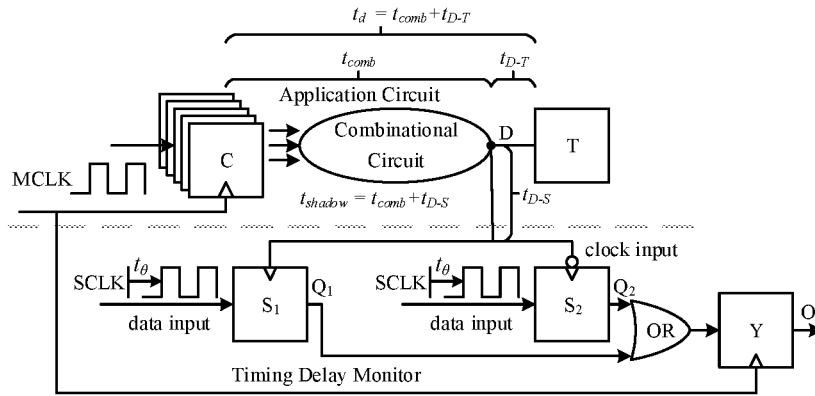 t_d = t_comb+t_D-T
t_comb
t_D-T
Application Circuit
Combinational
Circuit
C
D
T
MCLK
t_shadow = t_comb+t_D-S
t_D-S
clock input
SCLK
t_θ
S_1
Q_1
data input
SCLK
t_θ
S_2
Q_2
data input
OR
Y
O
Timing Delay Monitor